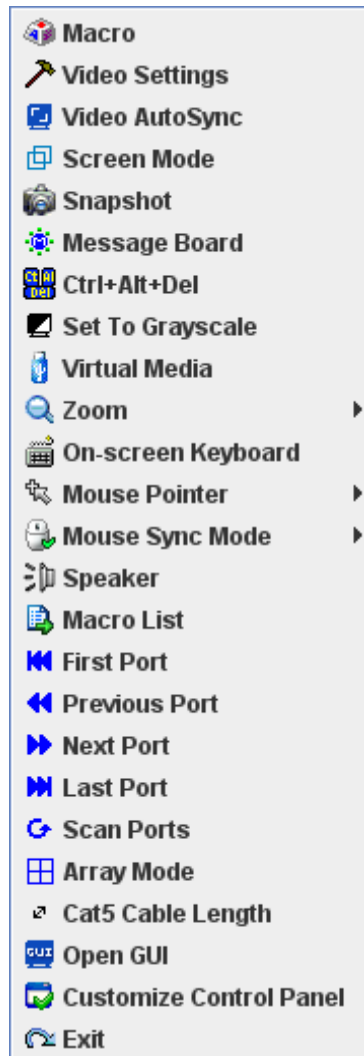 Macro
Video Settings
Video AutoSync
Screen Mode
Snapshot
Message Board
Ctrl+Alt+Del
Set To Grayscale
Virtual Media
Zoom
On-screen Keyboard
Mouse Pointer
Mouse Sync Mode
Speaker
Macro List
First Port
Previous Port
Next Port
Last Port
Scan Ports
Array Mode
Cat5 Cable Length
GUI Open GUI
Customize Control Panel
Exit